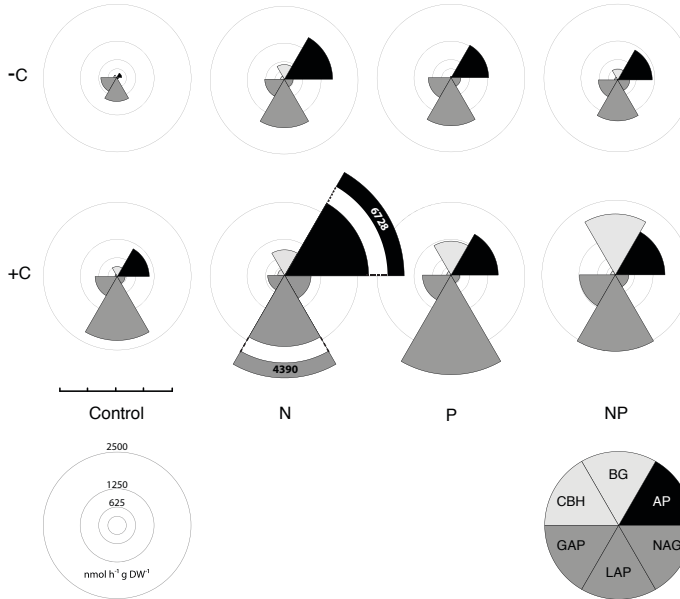 -C
+C
6728
4390
Control
N
P
NP
2500
1250
625
nmol h⁻¹ g DW⁻¹
BG
CBH
AP
GAP
NAG
LAP